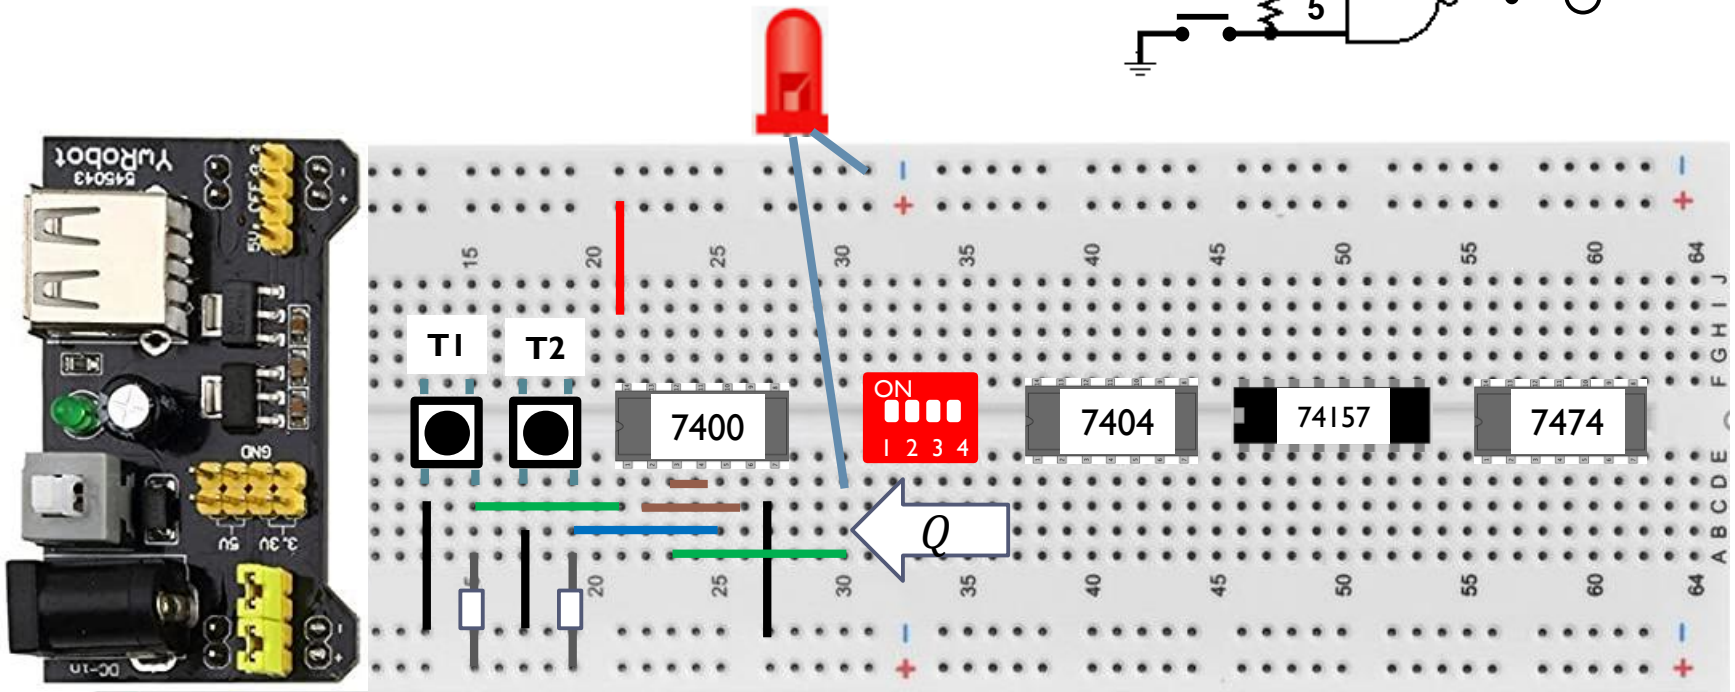 5
YwRobot
545043
5V OFF 3.3
− +
15 20 25 30 35 40 45 50 55 60 64
J
I
H
G
F
T1 T2
7400
ON
1 2 3 4
7404
74157
7474
GND
5V 3.3V
E
D
C
B
A
Q
20 25 30 35 40 45 50 55 60 64
DC-in
− +